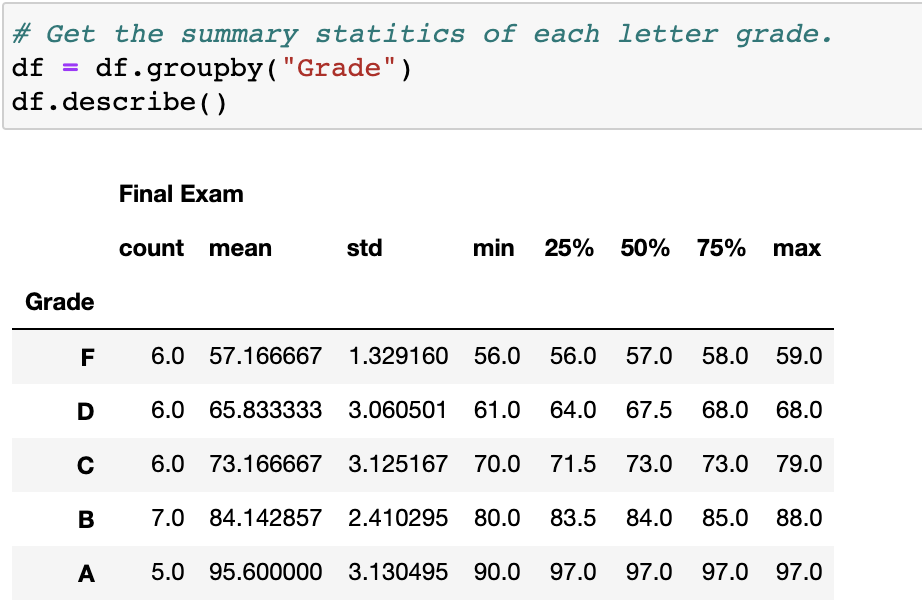 # Get the summary statitics of each letter grade.
df = df.groupby("Grade")
df.describe()
Final Exam
count mean std min 25% 50% 75% max
Grade
F 6.0 57.166667 1.329160 56.0 56.0 57.0 58.0 59.0
D 6.0 65.833333 3.060501 61.0 64.0 67.5 68.0 68.0
C 6.0 73.166667 3.125167 70.0 71.5 73.0 73.0 79.0
B 7.0 84.142857 2.410295 80.0 83.5 84.0 85.0 88.0
A 5.0 95.600000 3.130495 90.0 97.0 97.0 97.0 97.0